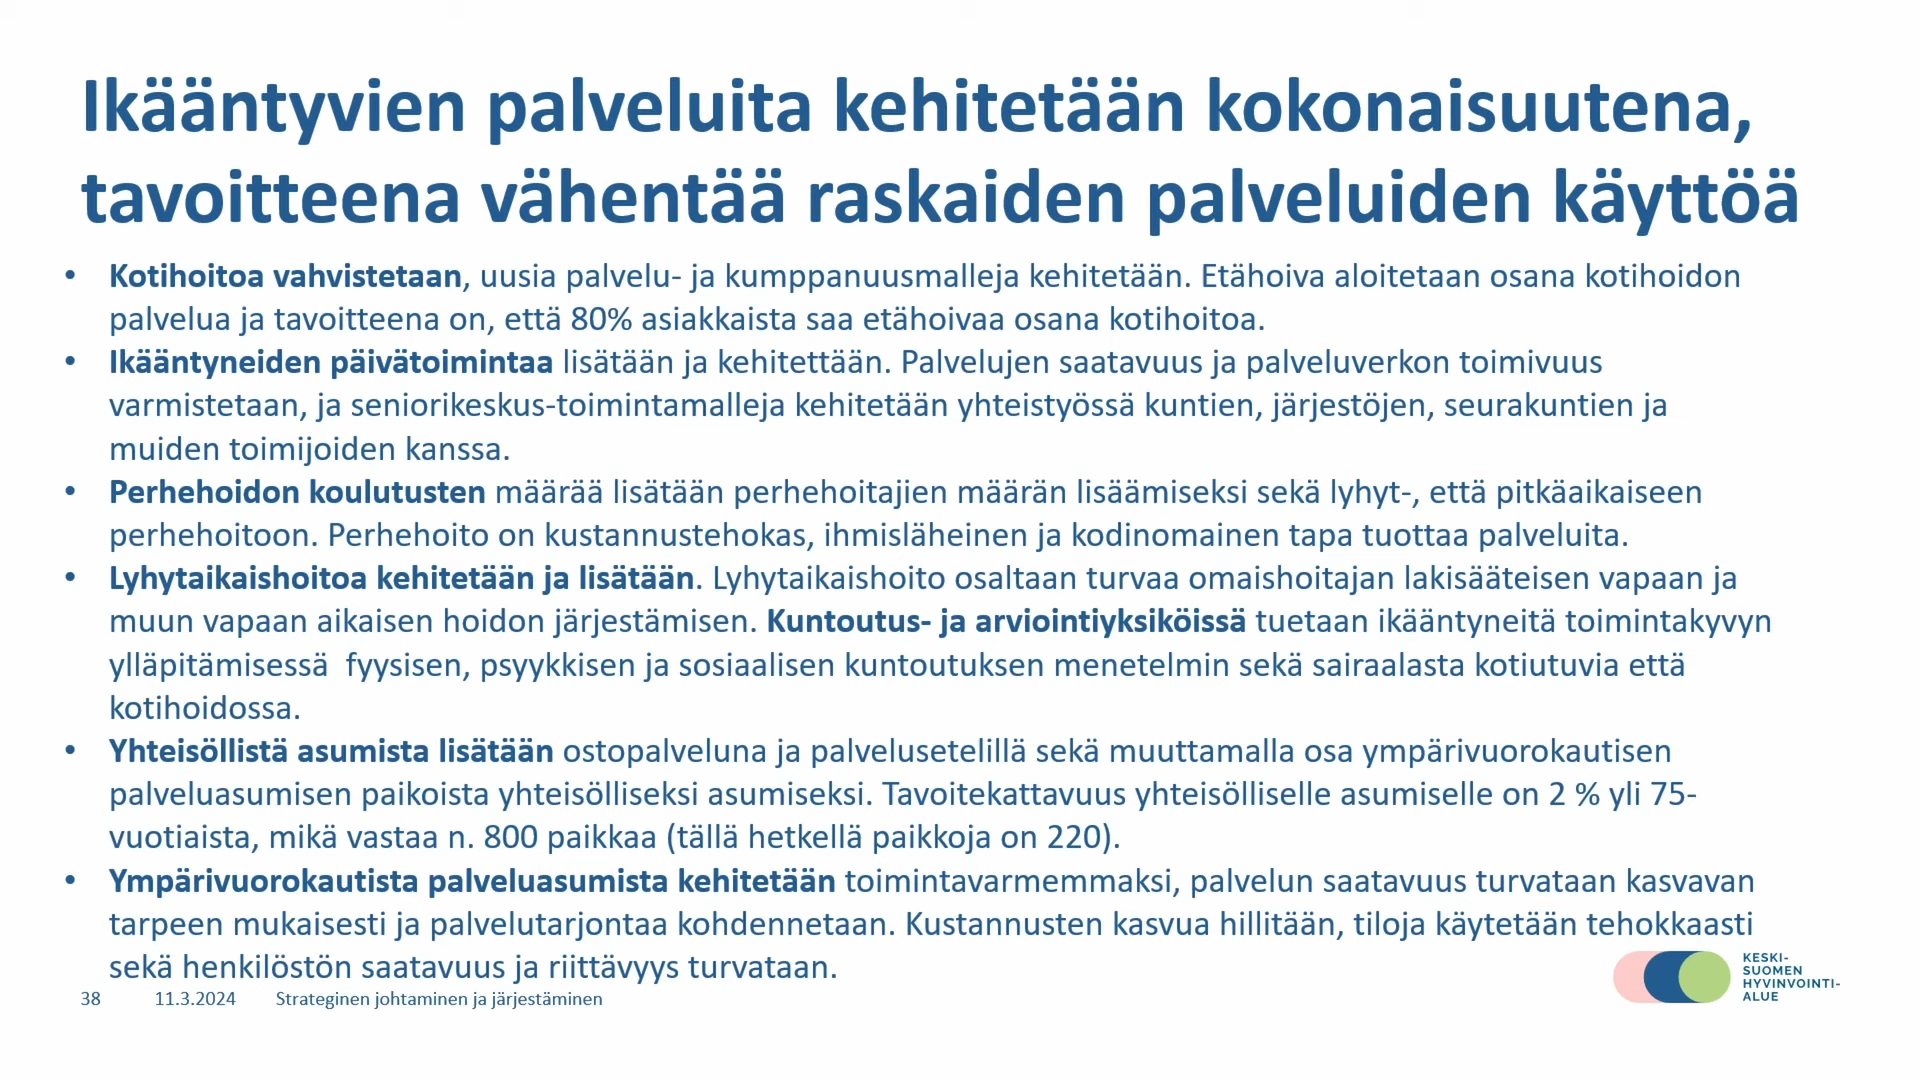 Ikääntyvien palveluita kehitetään kokonaisuutena,
tavoitteena vähentää raskaiden palveluiden käyttöä
• Kotihoitoa vahvistetaan, uusia palvelu- ja kumppanuusmalleja kehitetään. Etähoiva aloitetaan osana kotihoidon
palvelua ja tavoitteena on, että 80% asiakkaista saa etähoivaa osana kotihoitoa.
• Ikääntyneiden päivätoimintaa lisätään ja kehitettään. Palvelujen saatavuus ja palveluverkon toimivuus
varmistetaan, ja seniorikeskus-toimintamalleja kehitetään yhteistyössä kuntien, järjestöjen, seurakuntien ja
muiden toimijoiden kanssa.
• Perhehoidon koulutusten määrää lisätään perhehoitajien määrän lisäämiseksi sekä lyhyt-, että pitkäaikaiseen
perhehoitoon. Perhehoito on kustannustehokas, ihmisläheinen ja kodinomainen tapa tuottaa palveluita.
• Lyhytaikaishoitoa kehitetään ja lisätään. Lyhytaikaishoito osaltaan turvaa omaishoitajan lakisääteisen vapaan ja
muun vapaan aikaisen hoidon järjestämisen. Kuntoutus- ja arviointiyksiköissä tuetaan ikääntyneitä toimintakyvyn
ylläpitämisessä  fyysisen, psyykkisen ja sosiaalisen kuntoutuksen menetelmin sekä sairaalasta kotiutuvia että
kotihoidossa.
• Yhteisöllistä asumista lisätään ostopalveluna ja palvelusetelillä sekä muuttamalla osa ympärivuorokautisen
palveluasumisen paikoista yhteisölliseksi asumiseksi. Tavoitekattavuus yhteisölliselle asumiselle on 2 % yli 75-
vuotiaista, mikä vastaa n. 800 paikkaa (tällä hetkellä paikkoja on 220).
• Ympärivuorokautista palveluasumista kehitetään toimintavarmemmaksi, palvelun saatavuus turvataan kasvavan
tarpeen mukaisesti ja palvelutarjontaa kohdennetaan. Kustannusten kasvua hillitään, tiloja käytetään tehokkaasti
sekä henkilöstön saatavuus ja riittävyys turvataan.
38 11.3.2024 Strateginen johtaminen ja järjestäminen
KESKI-
SUOMEN
HYVINVOINTI-
ALUE